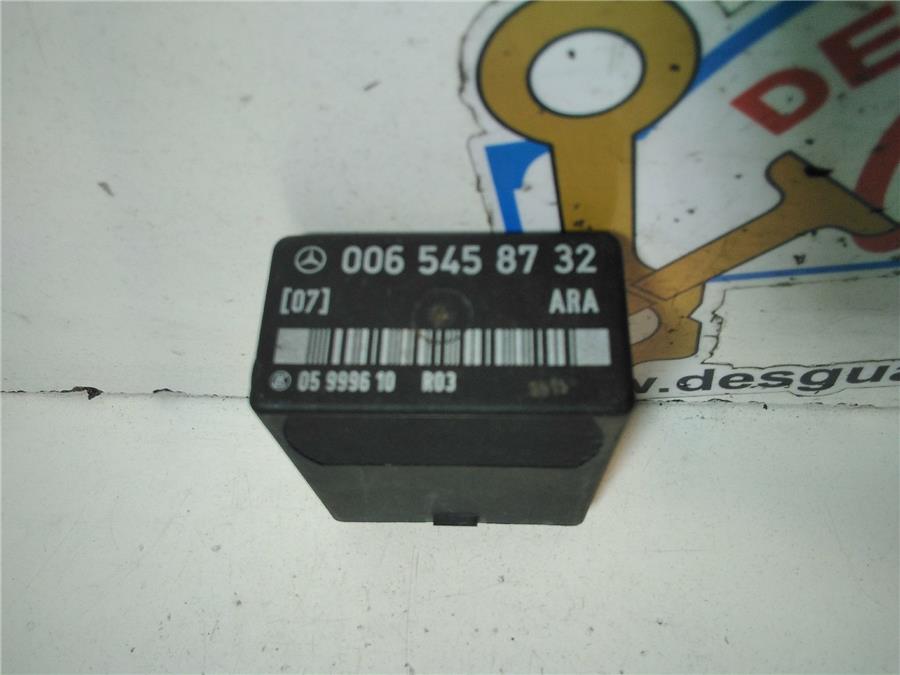 DE
006 545 87 32
[07] ARA
05 9996 10 R03
w.desgua